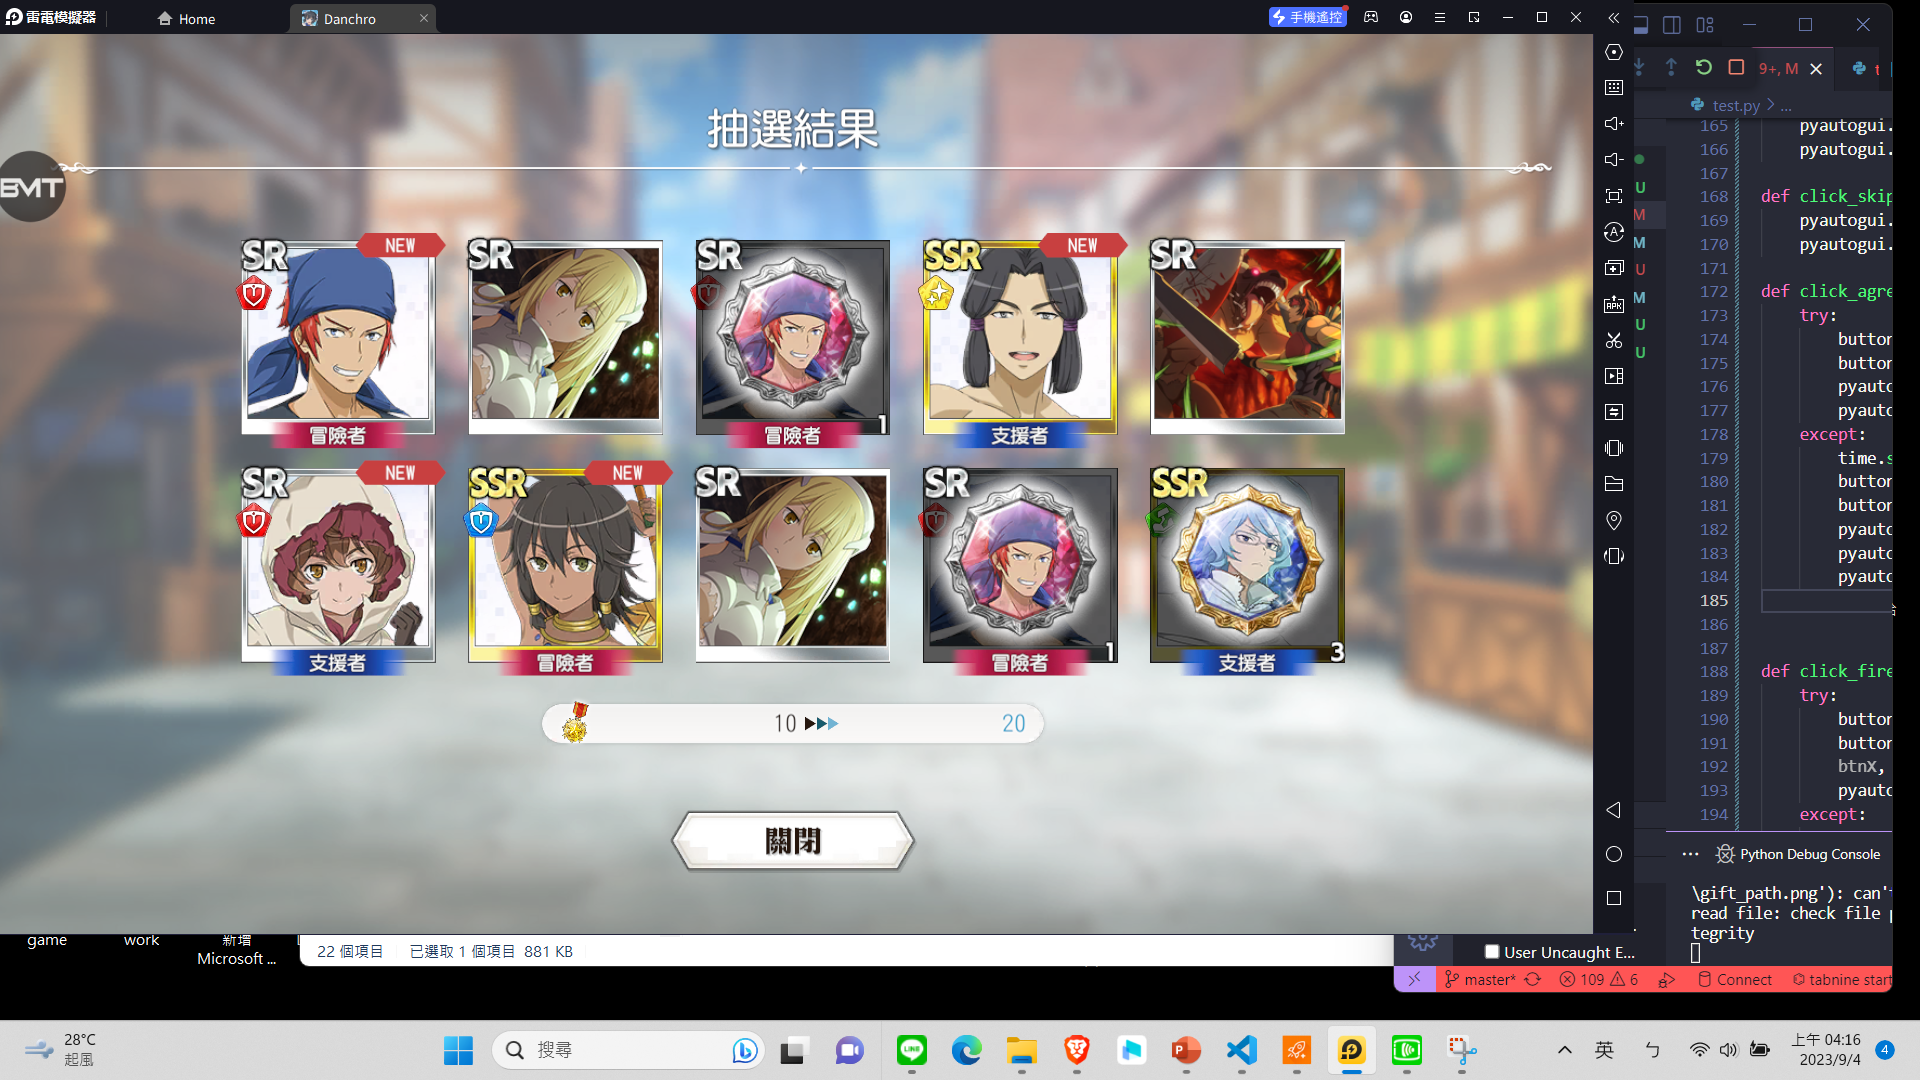 雷電模擬器
Home
Danchro
手機遙控
抽選結果
BMT
SR
NEW
冒險者
SR
SR
1
冒險者
SSR
NEW
支援者
SR
SR
NEW
支援者
SSR
NEW
冒險者
SR
SR
1
冒險者
SSR
3
支援者
10
20
關閉
9+, M
test.py > ...
165 pyautogui.
166 pyautogui.
167
168 def click_skip
169 pyautogui.
170 pyautogui.
171
172 def click_agre
173 try:
174 button
175 button
176 pyauto
177 pyauto
178 except:
179 time.s
180 button
181 button
182 pyauto
183 pyauto
184 pyauto
185
186
187
188 def click_fire
189 try:
190 button
191 button
192 btnX,
193 pyauto
194 except:
U
M
M
U
M
U
U
... Python Debug Console
\gift_path.png'): can't
read file: check file p
tegrity
User Uncaught E...
master*
109
6
Connect
tabnine start
game
work
新增
Microsoft ...
22 個項目
已選取 1 個項目 881 KB
28°C
起風
搜尋
英
ㄅ
上午 04:16
2023/9/4
4